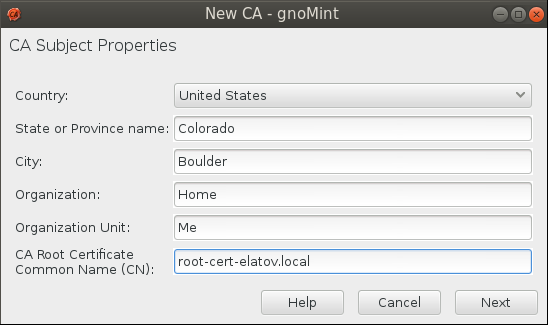 New CA - gnoMint
CA Subject Properties
Country: United States
State or Province name: Colorado
City: Boulder
Organization: Home
Organization Unit: Me
CA Root Certificate
Common Name (CN): root-cert-elatov.local
Help Cancel Next